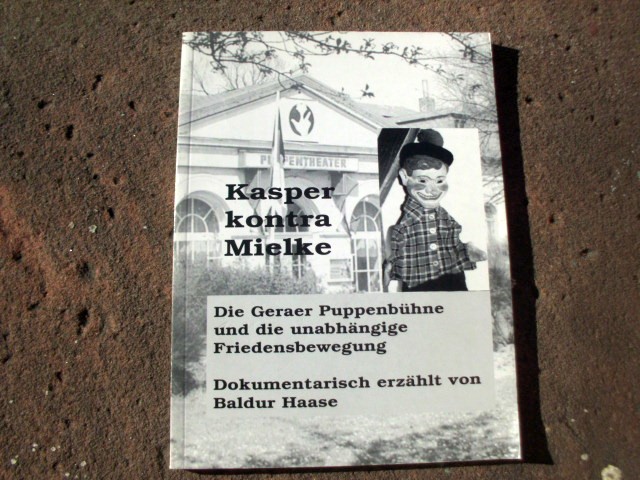 PUPPENTHEATER
Kasper
kontra
Mielke
Die Geraer Puppenbühne
und die unabhängige
Friedensbewegung
Dokumentarisch erzählt von
Baldur Haase